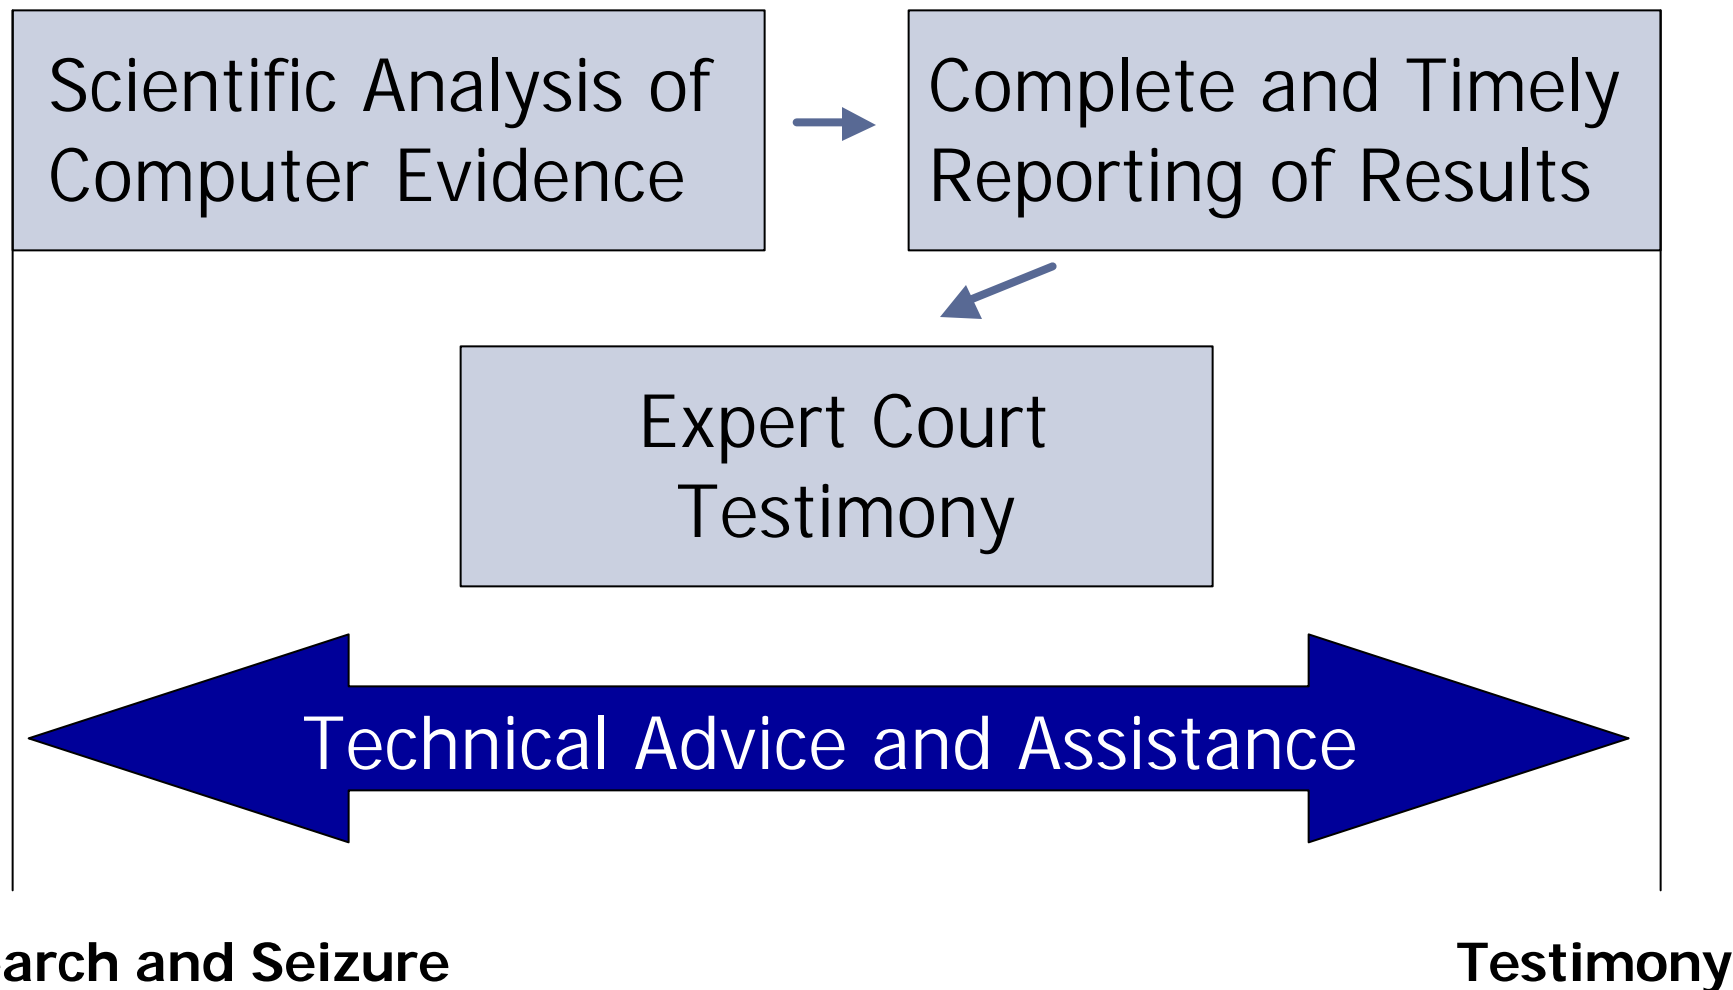 Scientific Analysis of
Computer Evidence
Complete and Timely
Reporting of Results
Expert Court
Testimony
Technical Advice and Assistance
arch and Seizure
Testimony